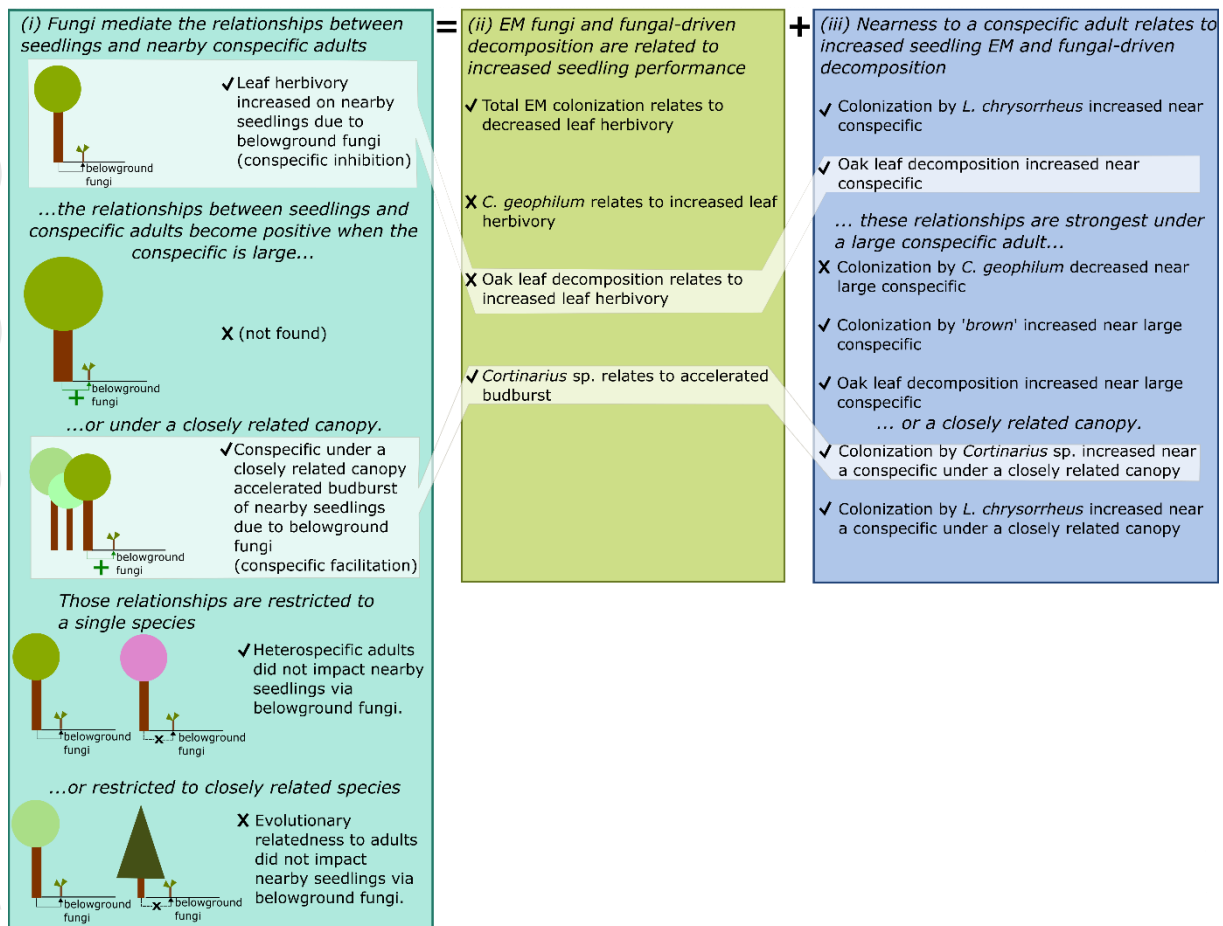 (i) Fungi mediate the relationships between
seedlings and nearby conspecific adults
✓Leaf herbivory
increased on nearby
seedlings due to
belowground fungi
(conspecific inhibition)
belowground
fungi
...the relationships between seedlings and
conspecific adults become positive when the
conspecific is large...
X (not found)
belowground
fungi
+
...or under a closely related canopy.
✓Conspecific under a
closely related canopy
accelerated budburst
of nearby seedlings
due to belowground
fungi
(conspecific facilitation)
belowground
fungi
+
Those relationships are restricted to
a single species
✓Heterospecific adults
did not impact nearby
seedlings via
belowground fungi.
belowground
fungi
x belowground
fungi
...or restricted to closely related species
X Evolutionary
relatedness to adults
did not impact
nearby seedlings via
belowground fungi.
belowground
fungi
x belowground
fungi
=
(ii) EM fungi and fungal-driven
decomposition are related to
increased seedling performance
✓Total EM colonization relates to
decreased leaf herbivory
X C. geophilum relates to increased leaf
herbivory
X Oak leaf decomposition relates to
increased leaf herbivory
✓Cortinarius sp. relates to accelerated
budburst
+
(iii) Nearness to a conspecific adult relates to
increased seedling EM and fungal-driven
decomposition
✓ Colonization by L. chrysorrheus increased near
conspecific
✓ Oak leaf decomposition increased near
conspecific
... these relationships are strongest under
a large conspecific adult...
X Colonization by C. geophilum decreased near
large conspecific
✓ Colonization by 'brown' increased near large
conspecific
✓ Oak leaf decomposition increased near large
conspecific
... or a closely related canopy.
✓ Colonization by Cortinarius sp. increased near
a conspecific under a closely related canopy
✓ Colonization by L. chrysorrheus increased near
a conspecific under a closely related canopy